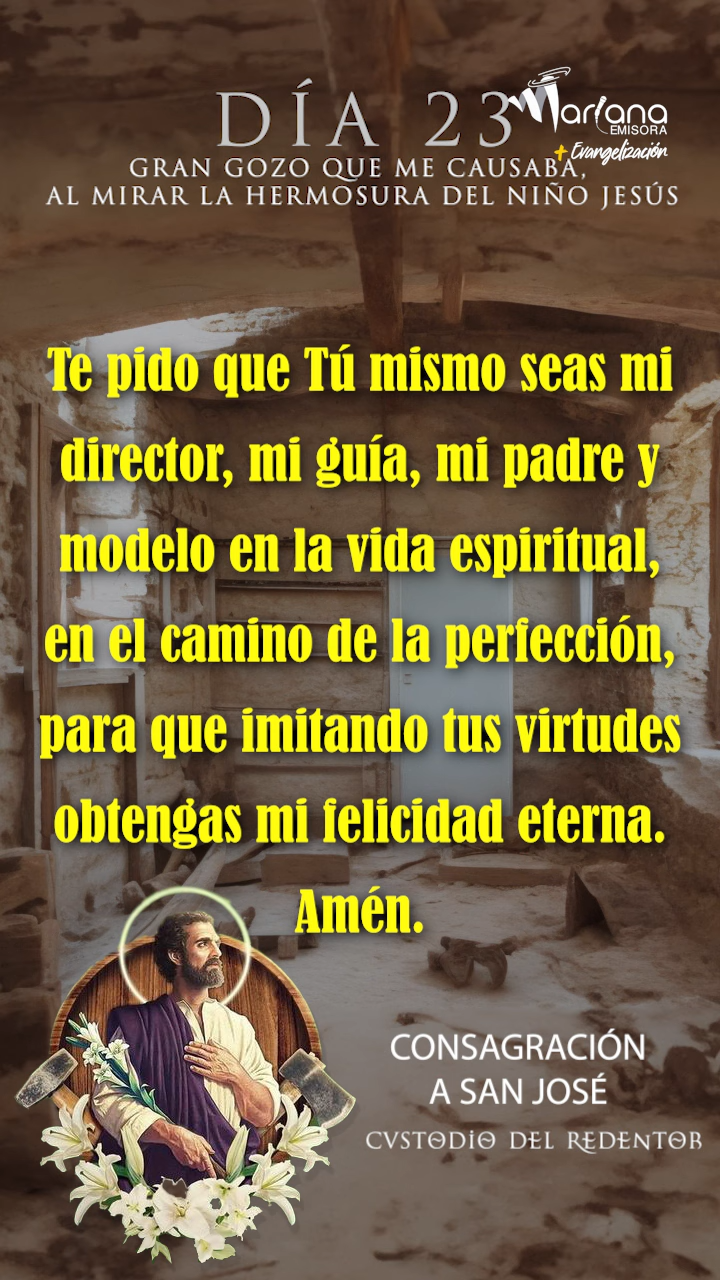 DÍA 23
Mariana
EMISORA
+ Evangelización
GRAN GOZO QUE ME CAUSABA,
AL MIRAR LA HERMOSURA DEL NIÑO JESÚS
Te pido que Tú mismo seas mi
director, mi guía, mi padre y
modelo en la vida espiritual,
en el camino de la perfección,
para que imitando tus virtudes
obtengas mi felicidad eterna.
Amén.
CONSAGRACIÓN
A SAN JOSÉ
CVSTODIO DEL REDENTOR